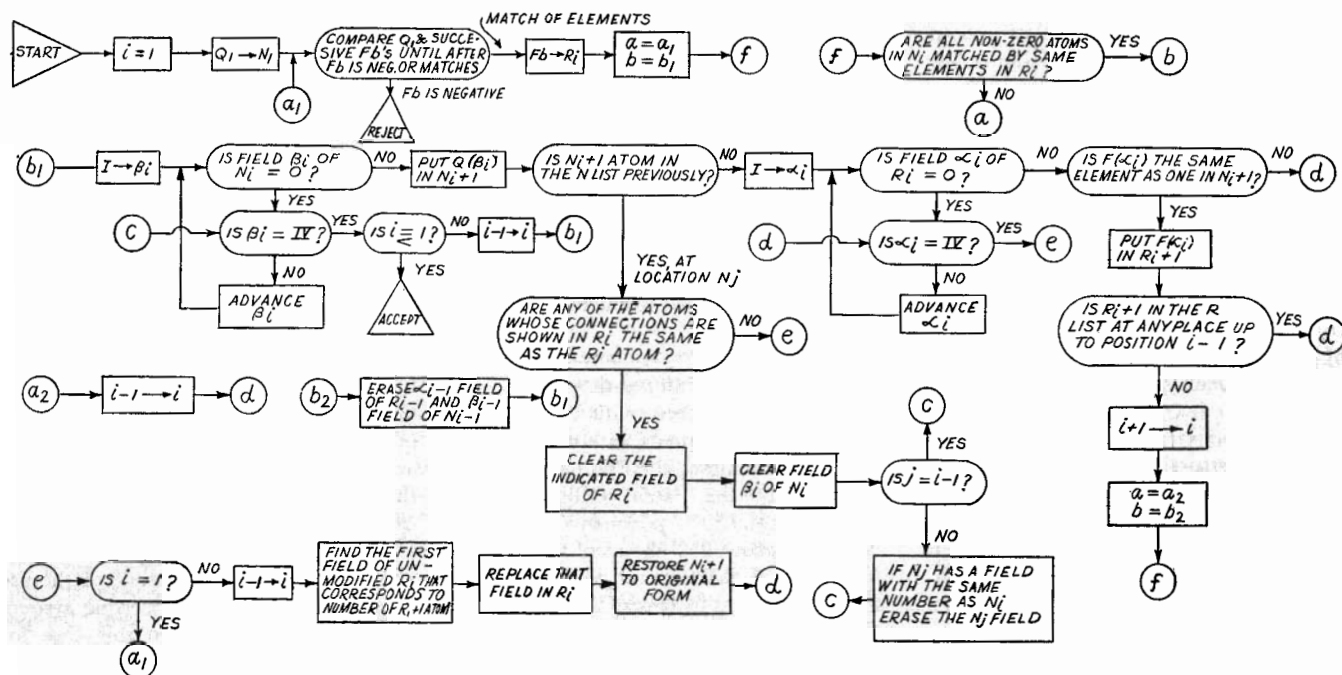 START
i = 1
Q1 → N1
COMPARE Q1 & SUCCE-
SIVE Fb'S UNTIL AFTER
Fb IS NEG. OR MATCHES
MATCH OF ELEMENTS
Fb → Ri
a = a1
b = b1
f
a1
Fb IS NEGATIVE
REJECT
f
ARE ALL NON-ZERO ATOMS
IN Ni MATCHED BY SAME
ELEMENTS IN Ri ?
YES
b
NO
a
b1
I → βi
IS FIELD βi OF
Ni = 0 ?
NO
PUT Q(βi)
IN Ni+1
IS Ni+1 ATOM IN
THE N LIST PREVIOUSLY?
NO
I → αi
IS FIELD αi OF
Ri = 0 ?
NO
IS F(αi) THE SAME
ELEMENT AS ONE IN Ni+1?
NO
d
YES
C
IS βi = IV ?
YES
IS i ≦ 1 ?
NO
i-1 → i
b1
NO
ADVANCE
βi
YES
ACCEPT
YES, AT
LOCATION Nj
YES
d
IS αi = IV ?
YES
e
NO
ADVANCE
αi
YES
PUT F(αi)
IN Ri+1
ARE ANY OF THE ATOMS
WHOSE CONNECTIONS ARE
SHOWN IN Ri THE SAME
AS THE Rj ATOM ?
NO
e
IS Ri+1 IN THE R
LIST AT ANY PLACE UP
TO POSITION i-1 ?
YES
d
a2
i-1 → i
d
b2
ERASE αi-1 FIELD
OF Ri-1 AND βi-1
FIELD OF Ni-1
b1
YES
CLEAR THE
INDICATED FIELD
OF Ri
CLEAR FIELD
βi OF Ni
IS j = i-1 ?
YES
C
NO
i+1 → i
a = a2
b = b2
f
NO
IF Nj HAS A FIELD
WITH THE SAME
NUMBER AS Ni
ERASE THE Nj FIELD
C
e
IS i = 1 ?
NO
i-1 → i
FIND THE FIRST
FIELD OF UN-
MODIFIED Ri THAT
CORRESPONDS TO
NUMBER OF Ri+1 ATOM
REPLACE THAT
FIELD IN Ri
RESTORE Ni+1
TO ORIGINAL
FORM
d
YES
a1